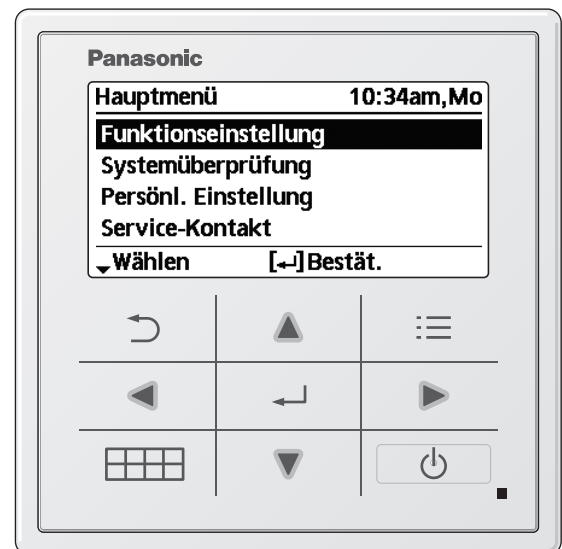 Panasonic
Hauptmenü 10:34am,Mo
Funktionseinstellung
Systemüberprüfung
Persönl. Einstellung
Service-Kontakt
Wählen [↵]Bestät.